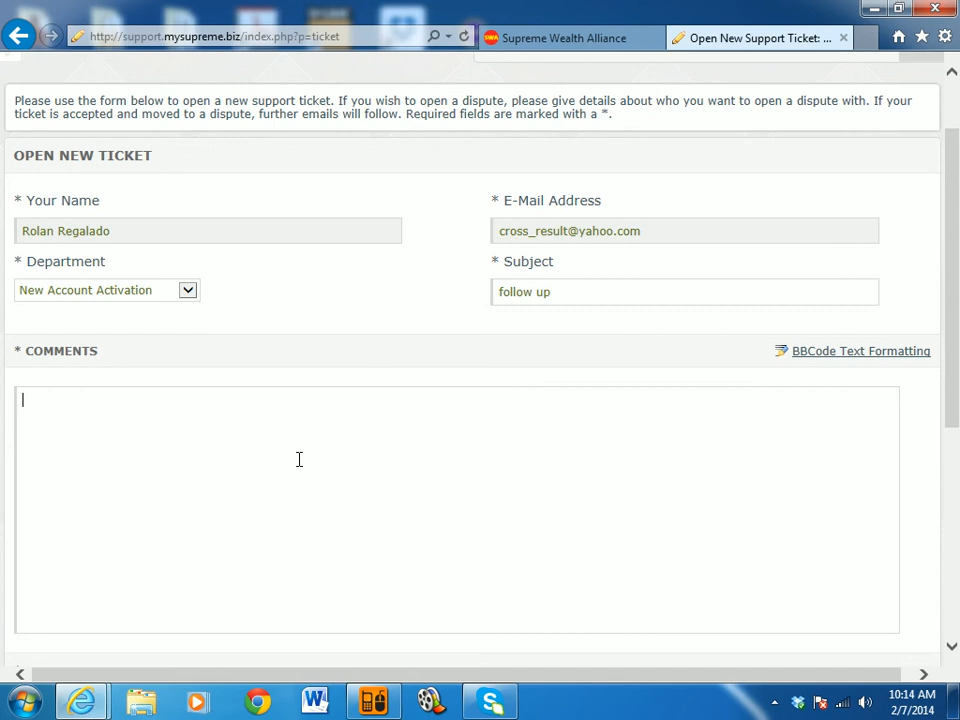 http://support.mysupreme.biz/index.php?p=ticket
SWA Supreme Wealth Alliance
Open New Support Ticket: ...
Please use the form below to open a new support ticket. If you wish to open a dispute, please give details about who you want to open a dispute with. If your
ticket is accepted and moved to a dispute, further emails will follow. Required fields are marked with a *.
OPEN NEW TICKET
* Your Name
* E-Mail Address
Rolan Regalado
cross_result@yahoo.com
* Department
* Subject
New Account Activation
follow up
* COMMENTS
BBCode Text Formatting
10:14 AM
2/7/2014